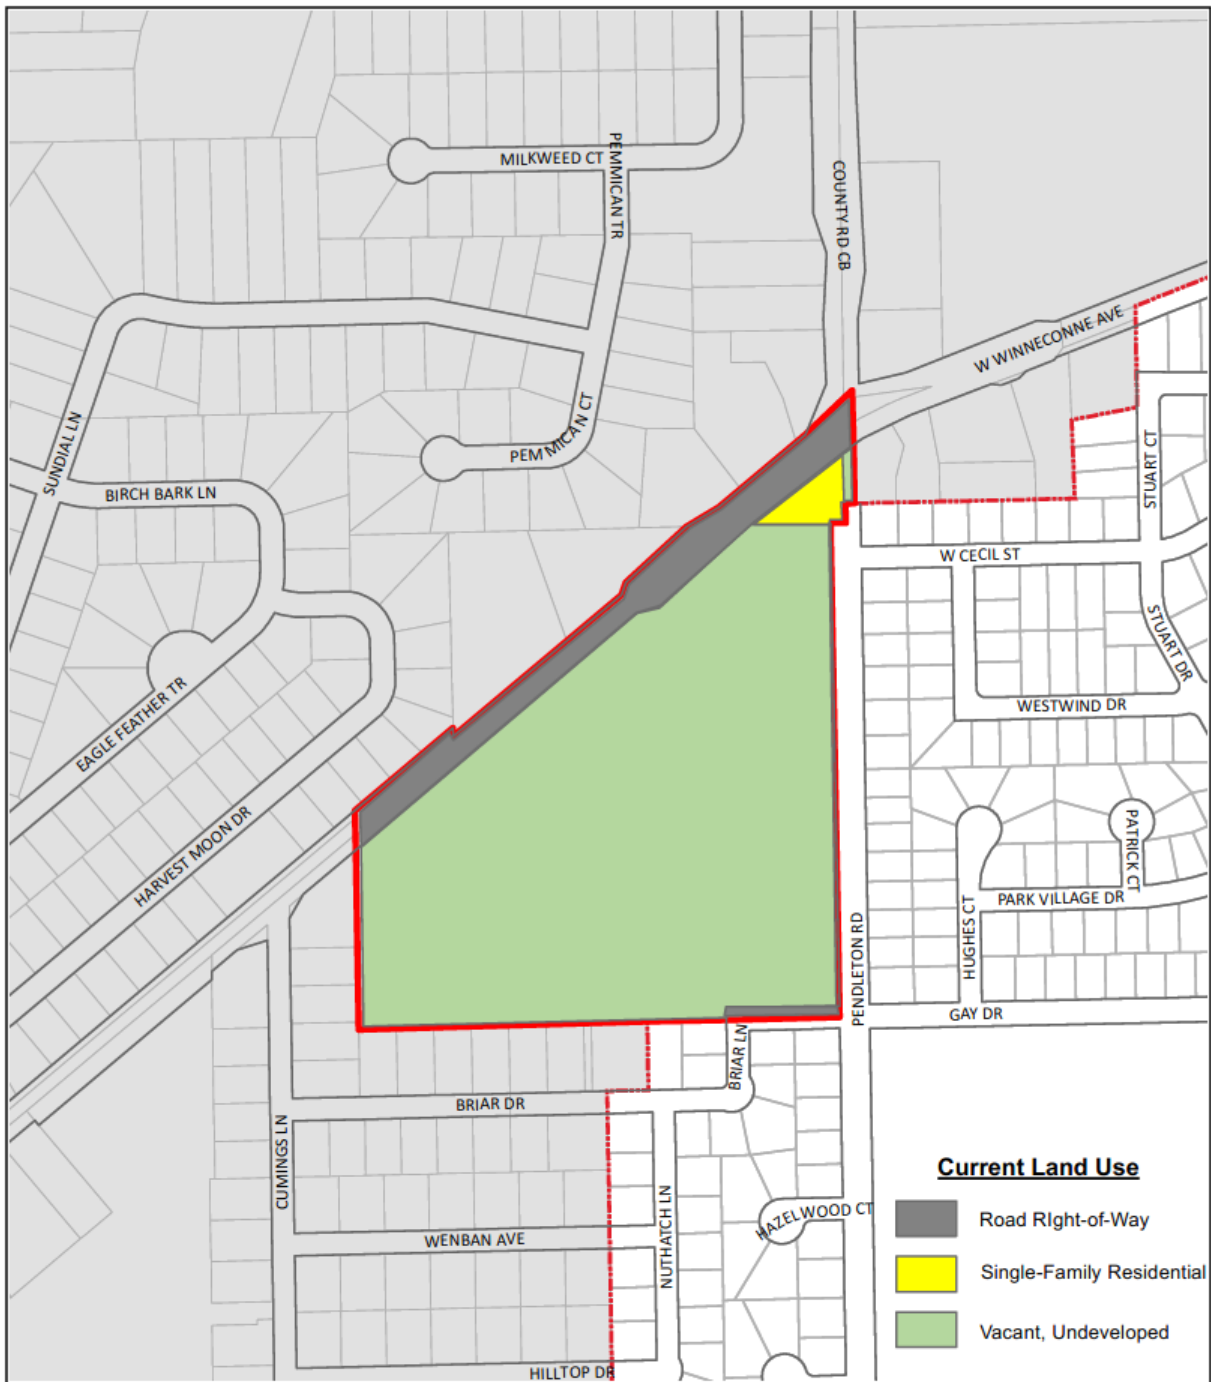 MILKWEED CT
PEMMICAN TR
COUNTY RD CB
W WINNECONNE AVE
SUNDIAL LN
PEMMICAN CT
STUART CT
BIRCH BARK LN
W CECIL ST
STUART DR
EAGLE FEATHER TR
WESTWIND DR
HARVEST MOON DR
PATRICK CT
PARK VILLAGE DR
HUGHES CT
PENDLETON RD
GAY DR
BRIAR LN
BRIAR DR
CUMINGS LN
Current Land Use
NUTHATCH LN
HAZELWOOD CT
Road RIght-of-Way
WENBAN AVE
Single-Family Residential
Vacant, Undeveloped
HILLTOP DR